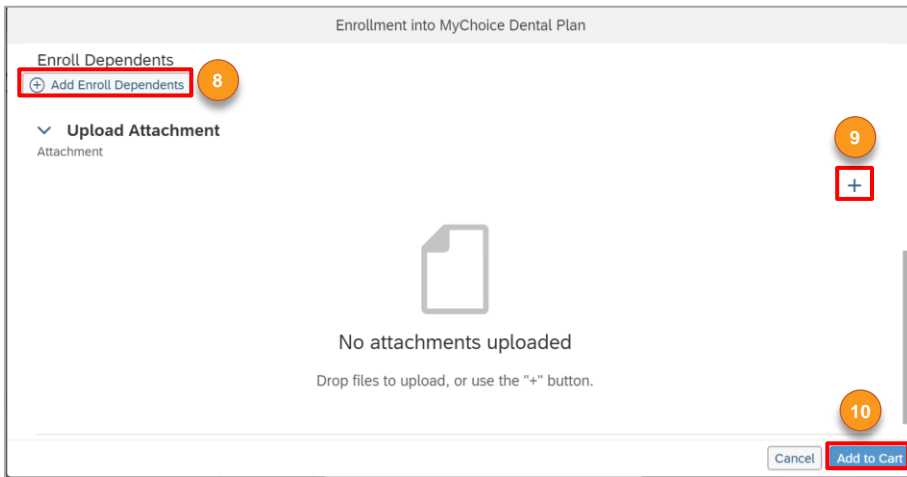 Enrollment into MyChoice Dental Plan
Enroll Dependents
Add Enroll Dependents
8
Upload Attachment
Attachment
9
+
No attachments uploaded
Drop files to upload, or use the "+" button.
10
Cancel
Add to Cart